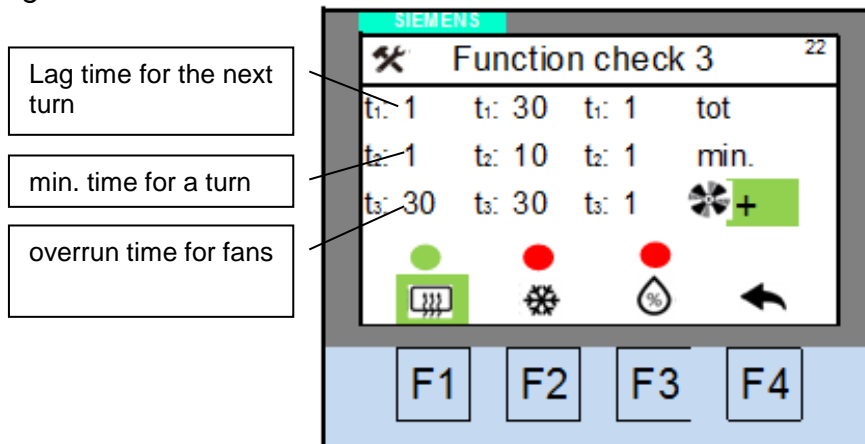 SIEMENS
Function check 3
22
Lag time for the next
turn
t1: 1 t1: 30 t1: 1 tot
min. time for a turn
t2: 1 t2: 10 t2: 1 min.
overrun time for fans
t3: 30 t3: 30 t3: 1 +
%
F1 F2 F3 F4